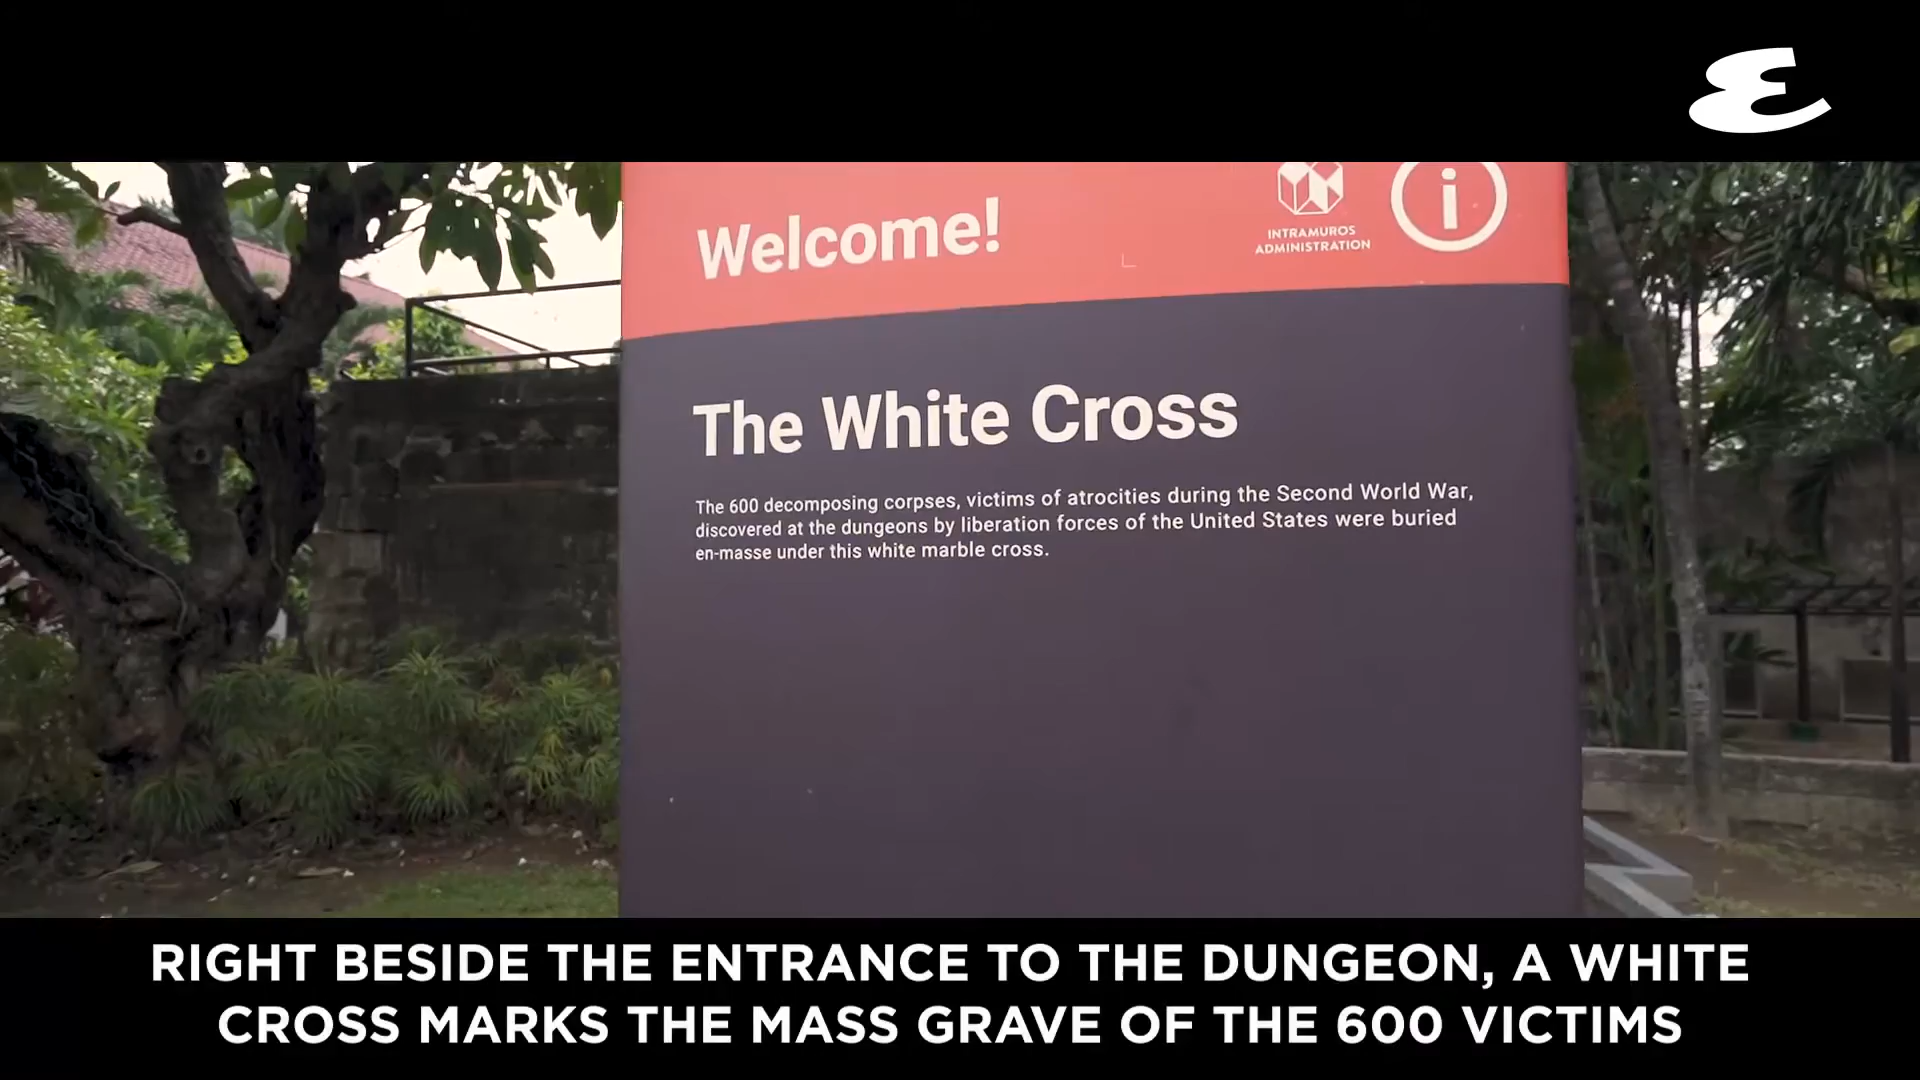 Welcome!
INTRAMUROS
ADMINISTRATION
i
The White Cross
The 600 decomposing corpses, victims of atrocities during the Second World War,
discovered at the dungeons by liberation forces of the United States were buried
en-masse under this white marble cross.
RIGHT BESIDE THE ENTRANCE TO THE DUNGEON, A WHITE
CROSS MARKS THE MASS GRAVE OF THE 600 VICTIMS